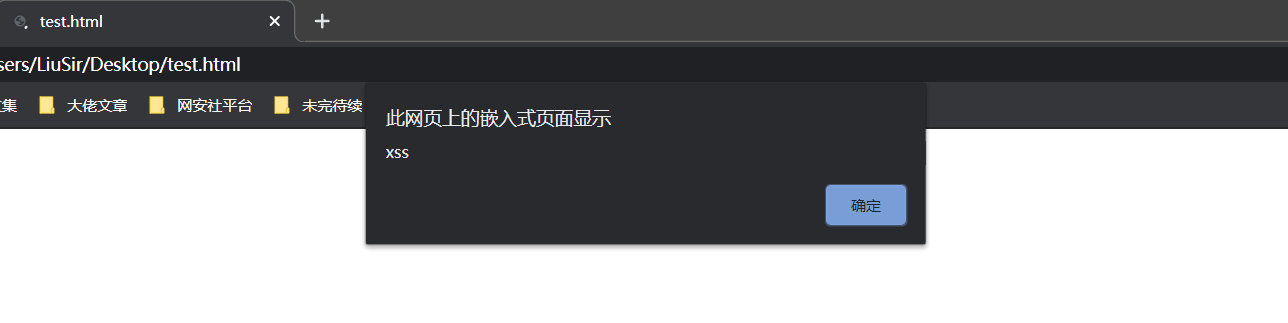 test.html
sers/LiuSir/Desktop/test.html
文集 大佬文章 网安社平台 未完待续
此网页上的嵌入式页面显示
xss
确定